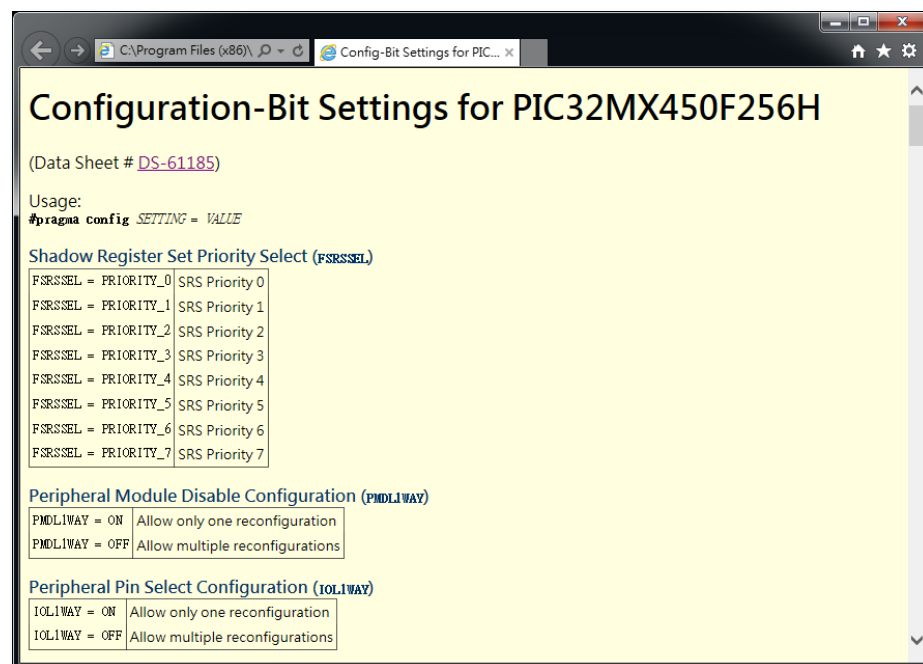 C:\Program Files (x86)\
Config-Bit Settings for PIC...
Configuration-Bit Settings for PIC32MX450F256H
(Data Sheet # DS-61185)
Usage:
#pragma config SETTING = VALUE
Shadow Register Set Priority Select (FSRSSEL)
FSRSSEL = PRIORITY_0 SRS Priority 0
FSRSSEL = PRIORITY_1 SRS Priority 1
FSRSSEL = PRIORITY_2 SRS Priority 2
FSRSSEL = PRIORITY_3 SRS Priority 3
FSRSSEL = PRIORITY_4 SRS Priority 4
FSRSSEL = PRIORITY_5 SRS Priority 5
FSRSSEL = PRIORITY_6 SRS Priority 6
FSRSSEL = PRIORITY_7 SRS Priority 7
Peripheral Module Disable Configuration (PMDL1WAY)
PMDL1WAY = ON Allow only one reconfiguration
PMDL1WAY = OFF Allow multiple reconfigurations
Peripheral Pin Select Configuration (IOL1WAY)
IOL1WAY = ON Allow only one reconfiguration
IOL1WAY = OFF Allow multiple reconfigurations